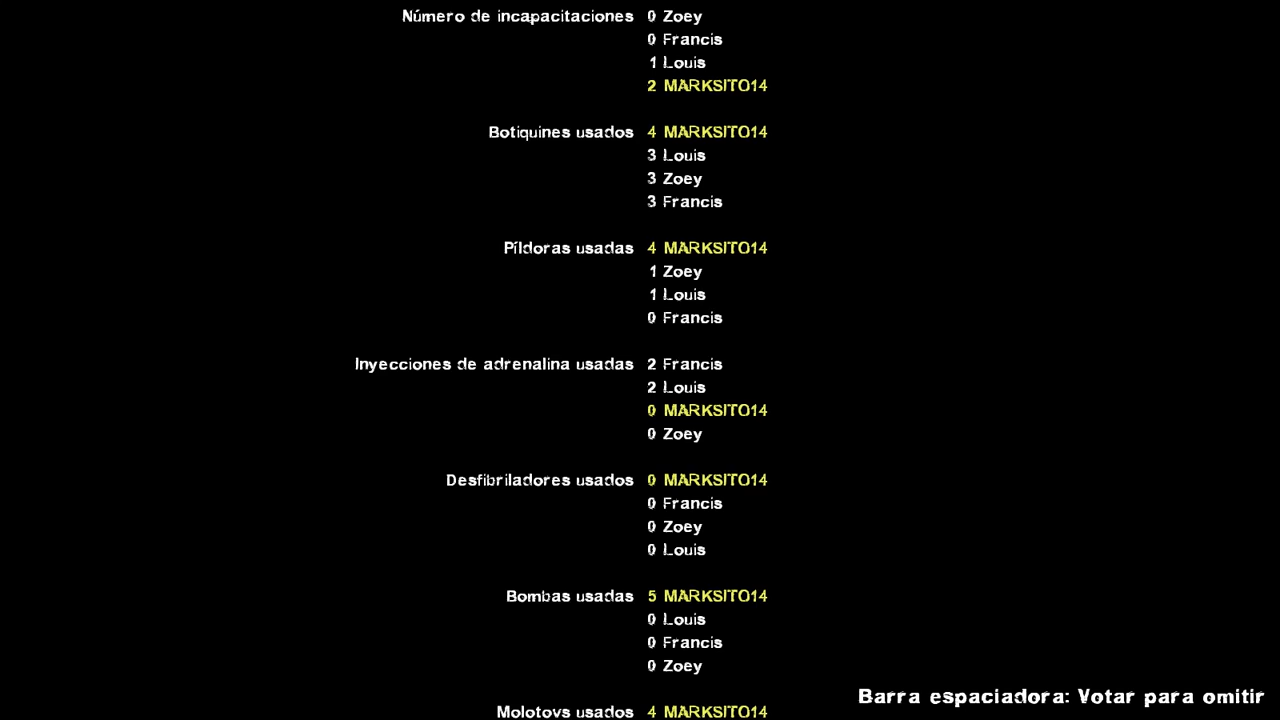 Número de incapacitaciones 0 Zoey
0 Francis
1 Louis
2 MARKSITO14
Botiquines usados 4 MARKSITO14
3 Louis
3 Zoey
3 Francis
Píldoras usadas 4 MARKSITO14
1 Zoey
1 Louis
0 Francis
Inyecciones de adrenalina usadas 2 Francis
2 Louis
0 MARKSITO14
0 Zoey
Desfibriladores usados 0 MARKSITO14
0 Francis
0 Zoey
0 Louis
Bombas usadas 5 MARKSITO14
0 Louis
0 Francis
0 Zoey
Barra espaciadora: Votar para omitir
Molotovs usados 4 MARKSITO14